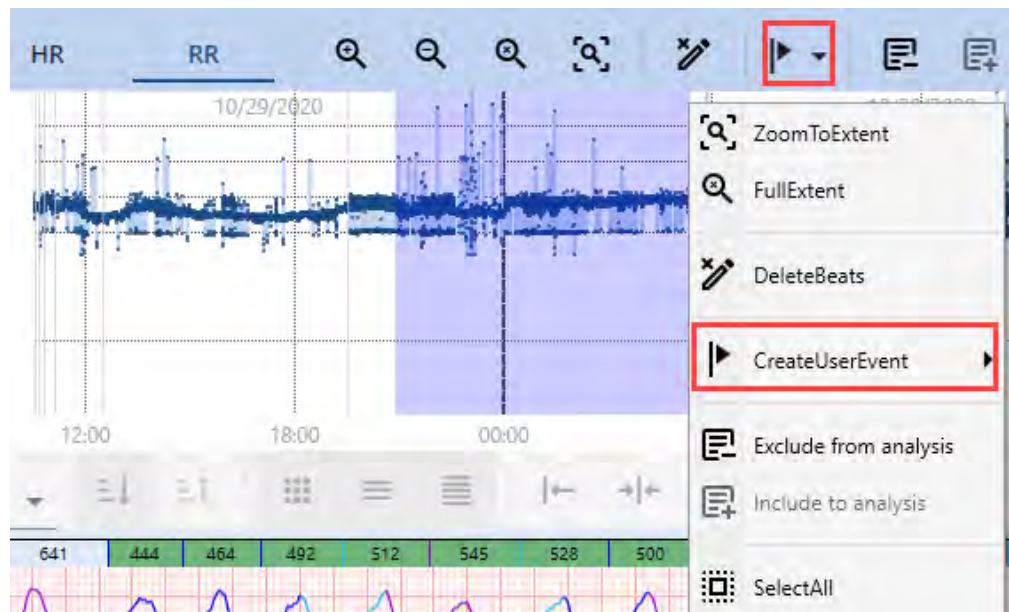 HR RR
10/29/2020
ZoomToExtent
FullExtent
DeleteBeats
CreateUserEvent
12:00 18:00 00:00
Exclude from analysis
Include to analysis
641 444 464 492 512 545 528 500
SelectAll